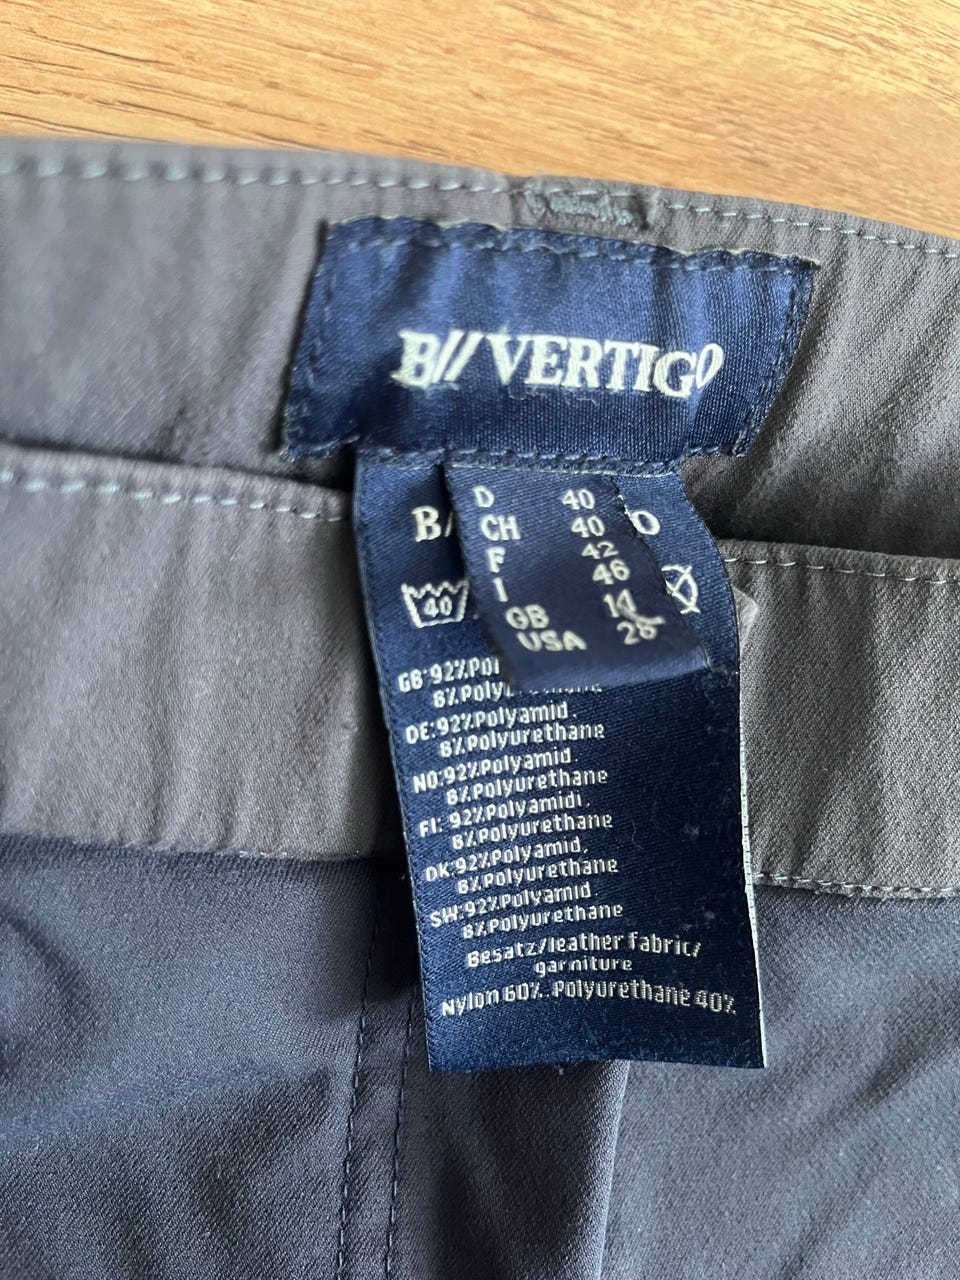 B//VERTIGO
D 40
CH 40
F 42
I 46
GB 14
USA 28
40
GB:92%Pol
8%Polyurethane
DE:92%Polyamid.
8%Polyurethane
NO:92%Polyamid.
8%Polyurethane
FI: 92%Polyamidi.
8%Polyurethane
DK:92%Polyamid.
8%Polyurethane
SW:92%Polyamid
8%Polyurethane
Besatz/leather fabric/
garniture
Nylon 60%. Polyurethane 40%